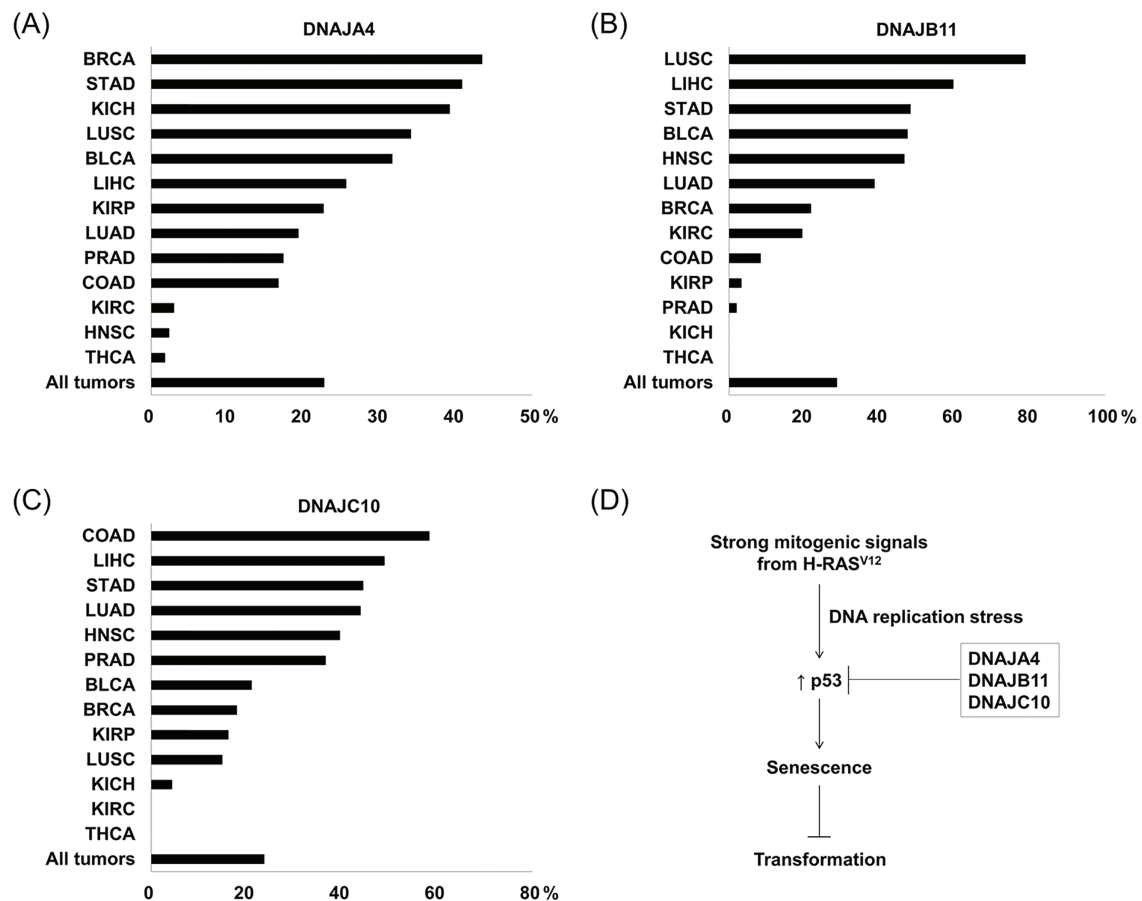 (A)
DNAJA4
BRCA
STAD
KICH
LUSC
BLCA
LIHC
KIRP
LUAD
PRAD
COAD
KIRC
HNSC
THCA
All tumors
0 10 20 30 40 50 %
(B)
DNAJB11
LUSC
LIHC
STAD
BLCA
HNSC
LUAD
BRCA
KIRC
COAD
KIRP
PRAD
KICH
THCA
All tumors
0 20 40 60 80 100 %
(C)
DNAJC10
COAD
LIHC
STAD
LUAD
HNSC
PRAD
BLCA
BRCA
KIRP
LUSC
KICH
KIRC
THCA
All tumors
0 20 40 60 80 %
(D)
Strong mitogenic signals
from H-RASV12
DNA replication stress
↑ p53
DNAJA4
DNAJB11
DNAJC10
Senescence
Transformation